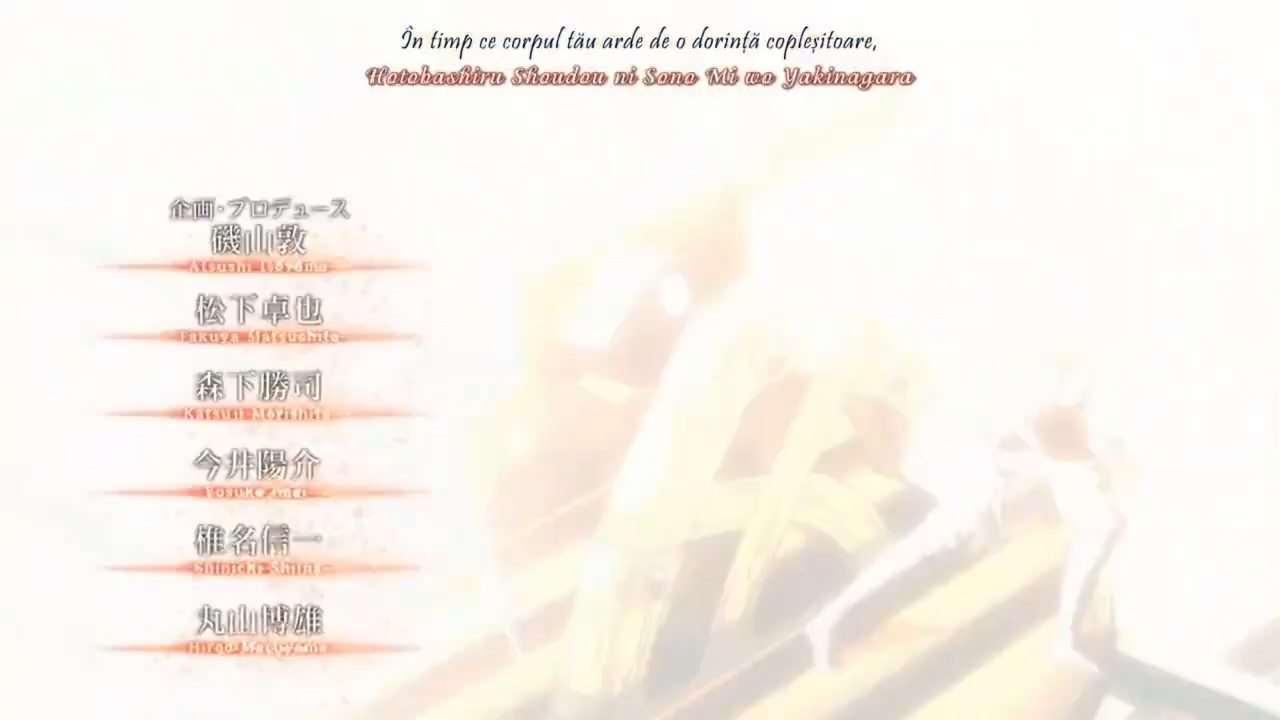 În timp ce corpul tău arde de o dorință copleșitoare,
Hotobashiru Shoudou ni Sono Mi wo Yakinagara
企画・プロデュース
磯山敦
Atsushi Isoyama
松下卓也
Takuya Matsushita
森下勝司
Katsuji Morishita
今井陽介
Yosuke Imai
椎名信一
Shinichi Shiina
丸山博雄
Hiroo Maruyama